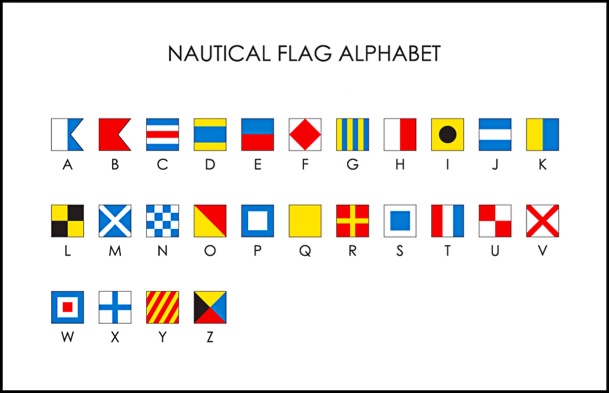 NAUTICAL FLAG ALPHABET
A B C D E F G H I J K
L M N O P Q R S T U V
W X Y Z